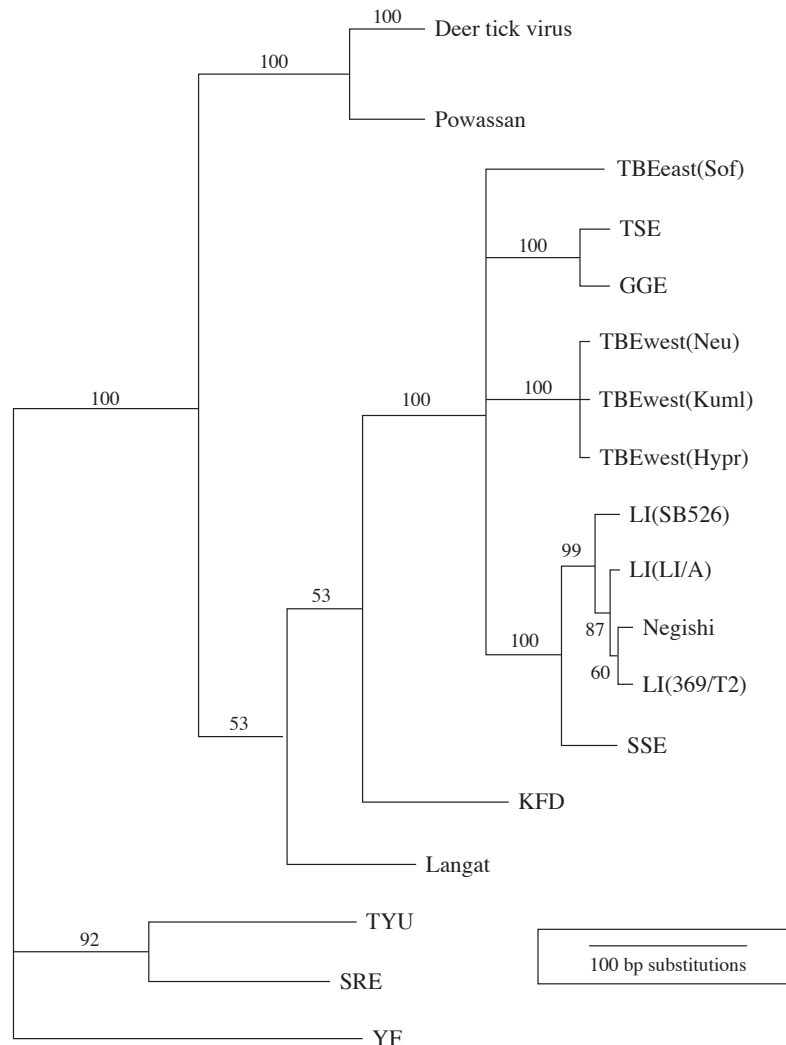 100
Deer tick virus
100
Powassan
TBEeast(Sof)
TSE
100
GGE
TBEwest(Neu)
100
TBEwest(Kuml)
100
100
TBEwest(Hypr)
LI(SB526)
99
LI(LI/A)
53
Negishi
87
100
60
LI(369/T2)
53
SSE
KFD
Langat
TYU
92
SRE
100 bp substitutions
YF